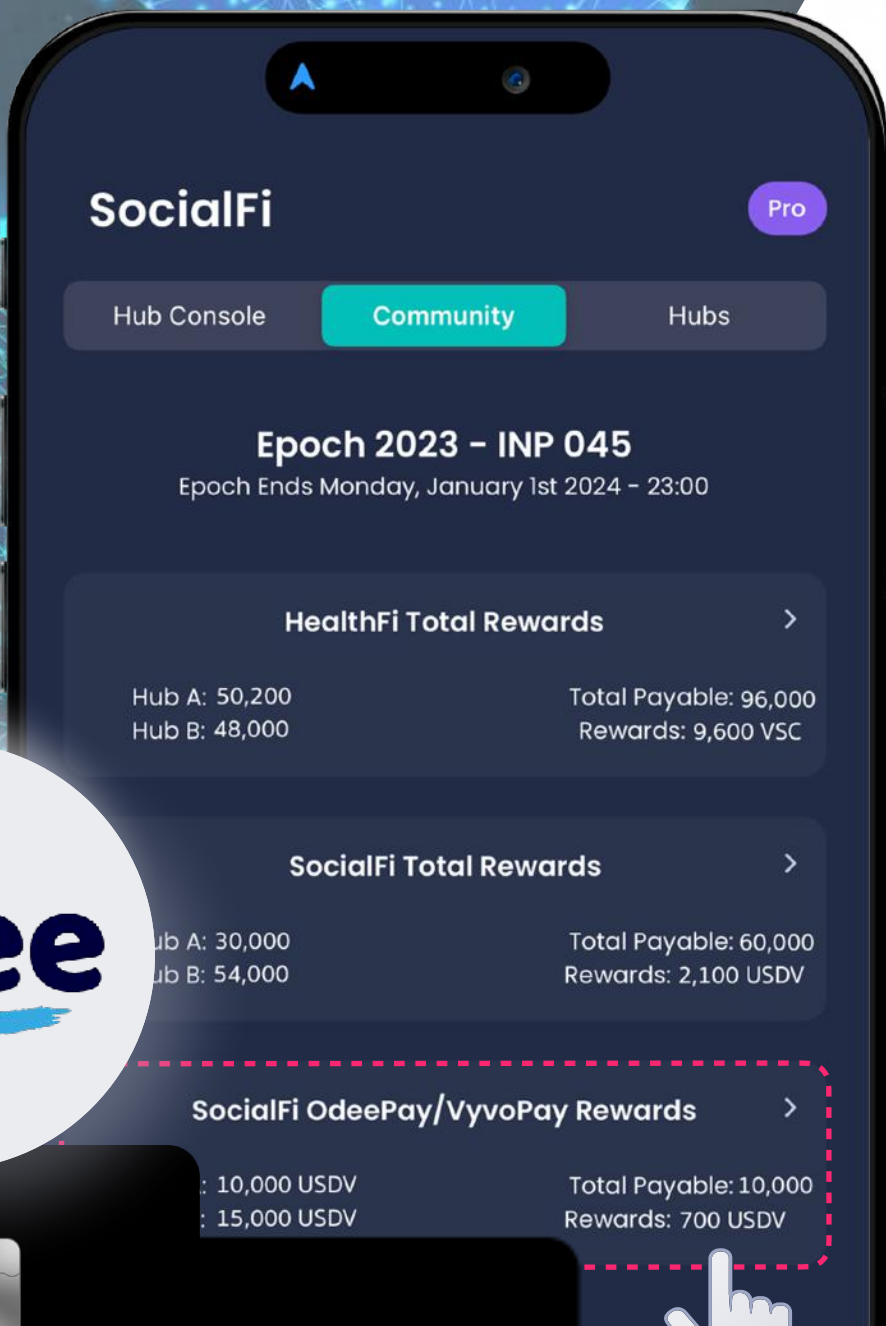 SocialFi
Pro
Hub Console
Community
Hubs
Epoch 2023 - INP 045
Epoch Ends Monday, January 1st 2024 - 23:00
HealthFi Total Rewards
Hub A: 50,200
Total Payable: 96,000
Hub B: 48,000
Rewards: 9,600 VSC
SocialFi Total Rewards
ub A: 30,000
Total Payable: 60,000
ub B: 54,000
Rewards: 2,100 USDV
ee
SocialFi OdeePay/VyvoPay Rewards
: 10,000 USDV
Total Payable: 10,000
: 15,000 USDV
Rewards: 700 USDV